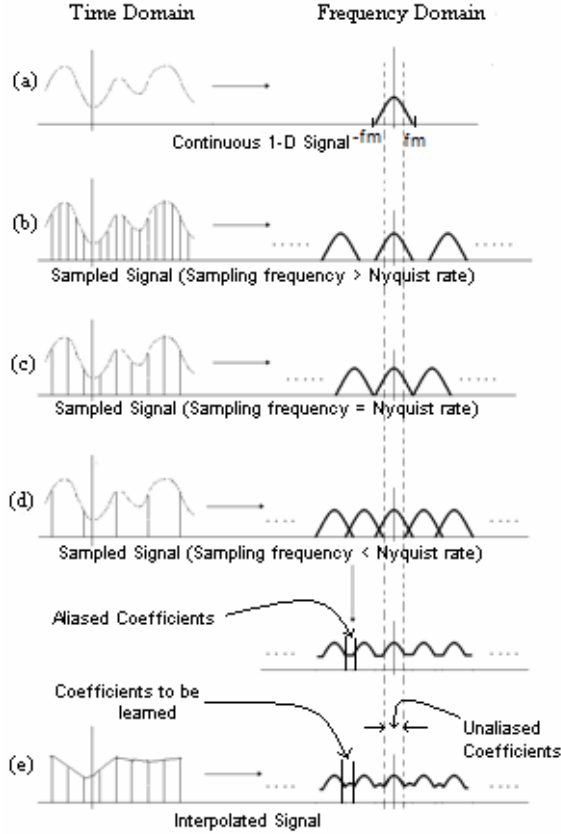 Time Domain Frequency Domain
(a)
-fm fm
Continuous 1-D Signal
(b)
Sampled Signal (Sampling frequency > Nyquist rate)
(c)
Sampled Signal (Sampling frequency = Nyquist rate)
(d)
Sampled Signal (Sampling frequency < Nyquist rate)
Aliased Coefficients
Coefficients to be
learned
Unaliased
Coefficients
(e)
Interpolated Signal